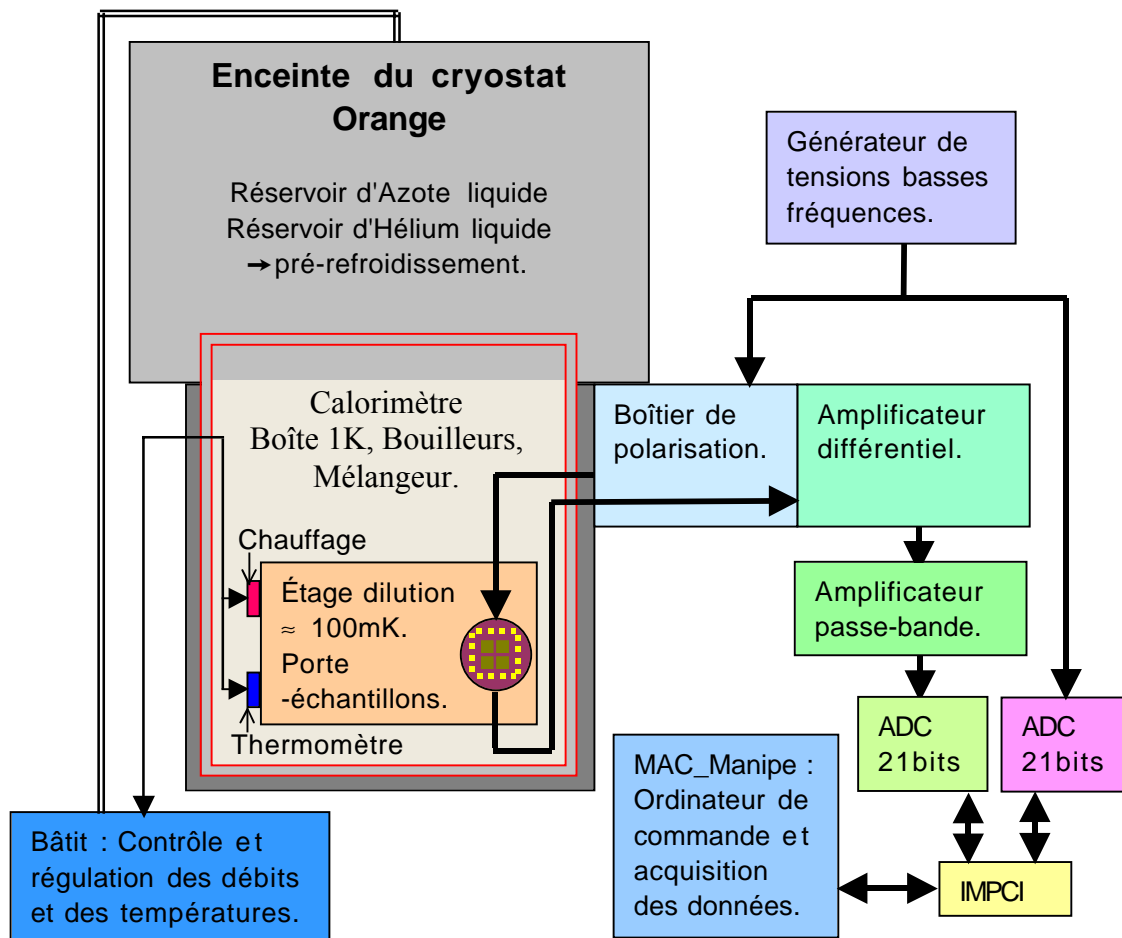 Enceinte du cryostat
Orange
Réservoir d'Azote liquide
Réservoir d'Hélium liquide
→pré-refroidissement.
Générateur de
tensions basses
fréquences.
Calorimètre
Boîte 1K, Bouilleurs,
Mélangeur.
Boîtier de
polarisation.
Amplificateur
différentiel.
Chauffage
Étage dilution
≈ 100mK.
Porte
-échantillons.
Thermomètre
Amplificateur
passe-bande.
ADC
21bits
ADC
21bits
MAC_Manipe :
Ordinateur de
commande et
acquisition
des données.
IMPCI
Bâtit : Contrôle et
régulation des débits
et des températures.